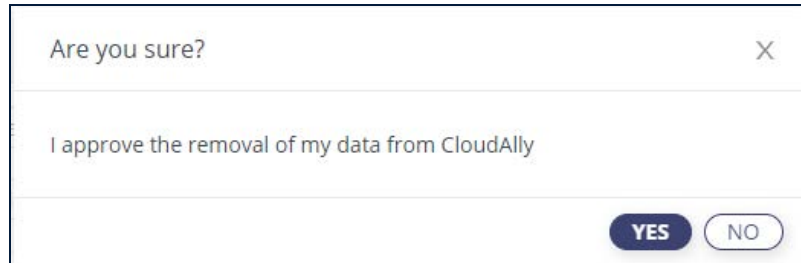 Are you sure? X
I approve the removal of my data from CloudAlly
YES NO